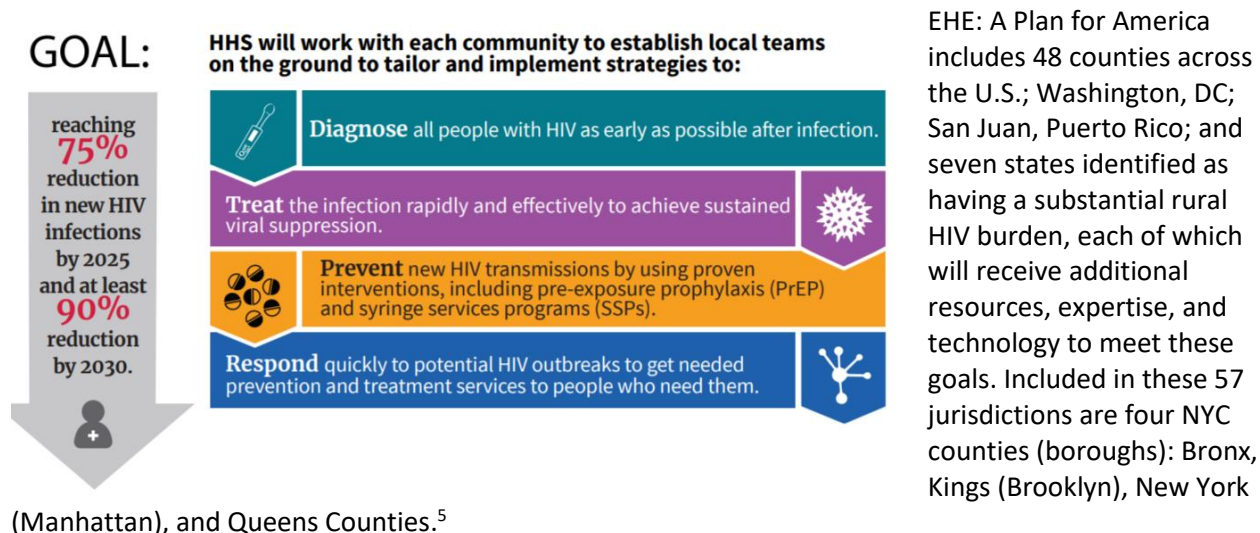 GOAL:
reaching
75%
reduction
in new HIV
infections
by 2025
and at least
90%
reduction
by 2030.
HHS will work with each community to establish local teams
on the ground to tailor and implement strategies to:
Diagnose all people with HIV as early as possible after infection.
Treat the infection rapidly and effectively to achieve sustained
viral suppression.
Prevent new HIV transmissions by using proven
interventions, including pre-exposure prophylaxis (PrEP)
and syringe services programs (SSPs).
Respond quickly to potential HIV outbreaks to get needed
prevention and treatment services to people who need them.
EHE: A Plan for America
includes 48 counties across
the U.S.; Washington, DC;
San Juan, Puerto Rico; and
seven states identified as
having a substantial rural
HIV burden, each of which
will receive additional
resources, expertise, and
technology to meet these
goals. Included in these 57
jurisdictions are four NYC
counties (boroughs): Bronx,
Kings (Brooklyn), New York
(Manhattan), and Queens Counties.5